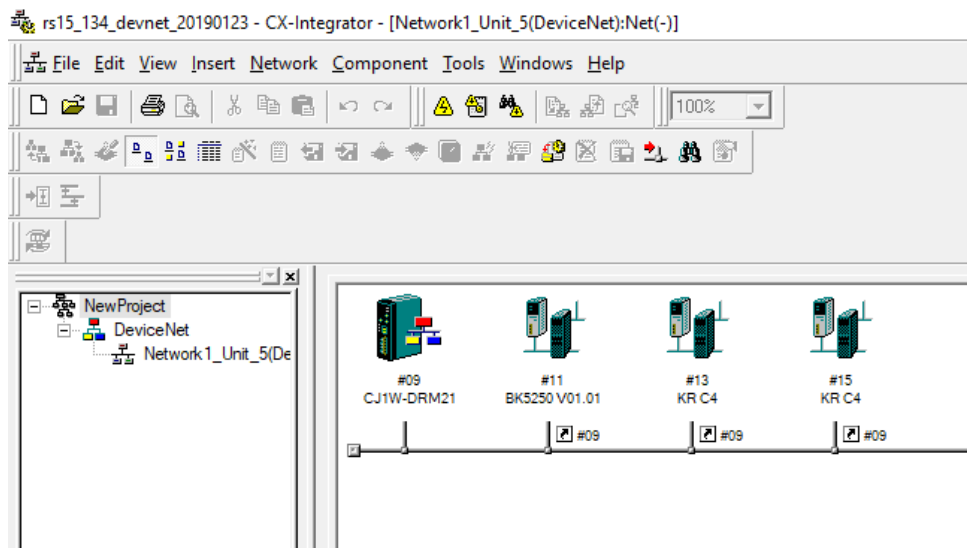 rs15_134_devnet_20190123 - CX-Integrator - [Network1_Unit_5(DeviceNet):Net(-)]
File Edit View Insert Network Component Tools Windows Help
100%
NewProject
DeviceNet
Network1_Unit_5(De
#09 #11 #13 #15
CJ1W-DRM21 BK5250 V01.01 KR C4 KR C4
#09 #09 #09